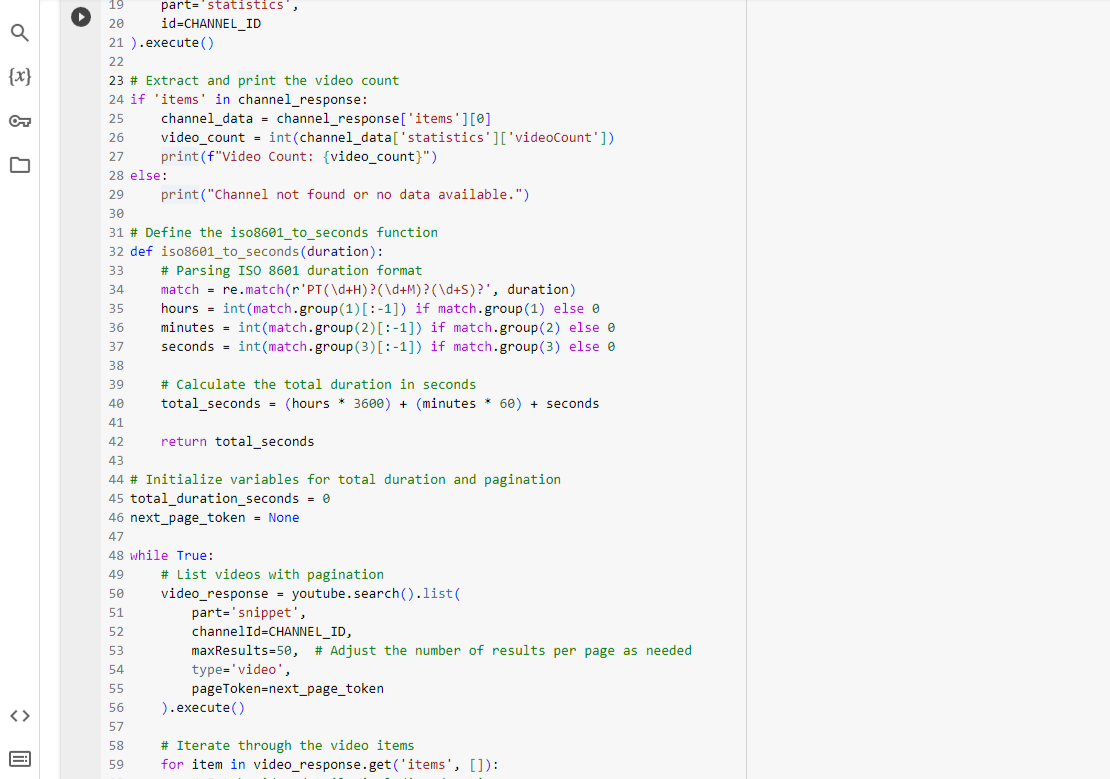 19     part='statistics',
20     id=CHANNEL_ID
21 ).execute()
22
23 # Extract and print the video count
24 if 'items' in channel_response:
25     channel_data = channel_response['items'][0]
26     video_count = int(channel_data['statistics']['videoCount'])
27     print(f"Video Count: {video_count}")
28 else:
29     print("Channel not found or no data available.")
30
31 # Define the iso8601_to_seconds function
32 def iso8601_to_seconds(duration):
33     # Parsing ISO 8601 duration format
34     match = re.match(r'PT(\d+H)?(\d+M)?(\d+S)?', duration)
35     hours = int(match.group(1)[:-1]) if match.group(1) else 0
36     minutes = int(match.group(2)[:-1]) if match.group(2) else 0
37     seconds = int(match.group(3)[:-1]) if match.group(3) else 0
38
39     # Calculate the total duration in seconds
40     total_seconds = (hours * 3600) + (minutes * 60) + seconds
41
42     return total_seconds
43
44 # Initialize variables for total duration and pagination
45 total_duration_seconds = 0
46 next_page_token = None
47
48 while True:
49     # List videos with pagination
50     video_response = youtube.search().list(
51         part='snippet',
52         channelId=CHANNEL_ID,
53         maxResults=50,  # Adjust the number of results per page as needed
54         type='video',
55         pageToken=next_page_token
56     ).execute()
57
58     # Iterate through the video items
59     for item in video_response.get('items', []):